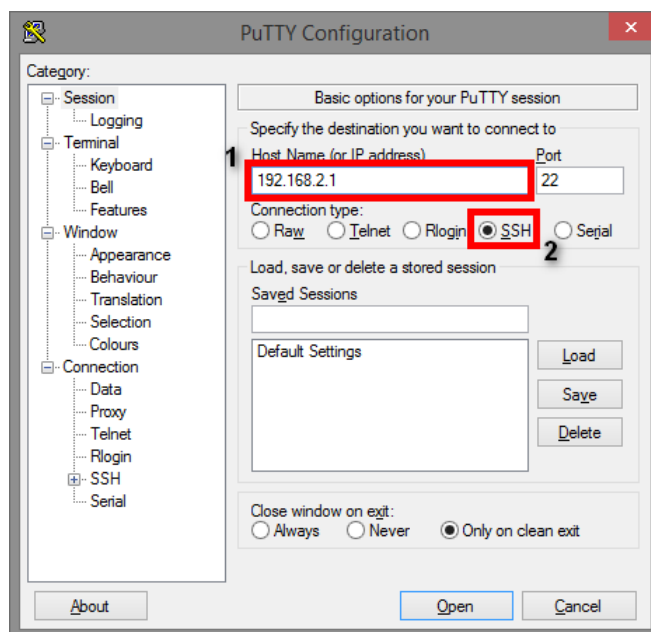 PuTTY Configuration
Category:
Session
Logging
Terminal
Keyboard
Bell
Features
Window
Appearance
Behaviour
Translation
Selection
Colours
Connection
Data
Proxy
Telnet
Rlogin
SSH
Serial
Basic options for your PuTTY session
Specify the destination you want to connect to
1 Host Name (or IP address) Port
192.168.2.1 22
Connection type:
Raw Telnet Rlogin SSH Serial
2
Load, save or delete a stored session
Saved Sessions
Default Settings
Load
Save
Delete
Close window on exit:
Always Never Only on clean exit
About Open Cancel